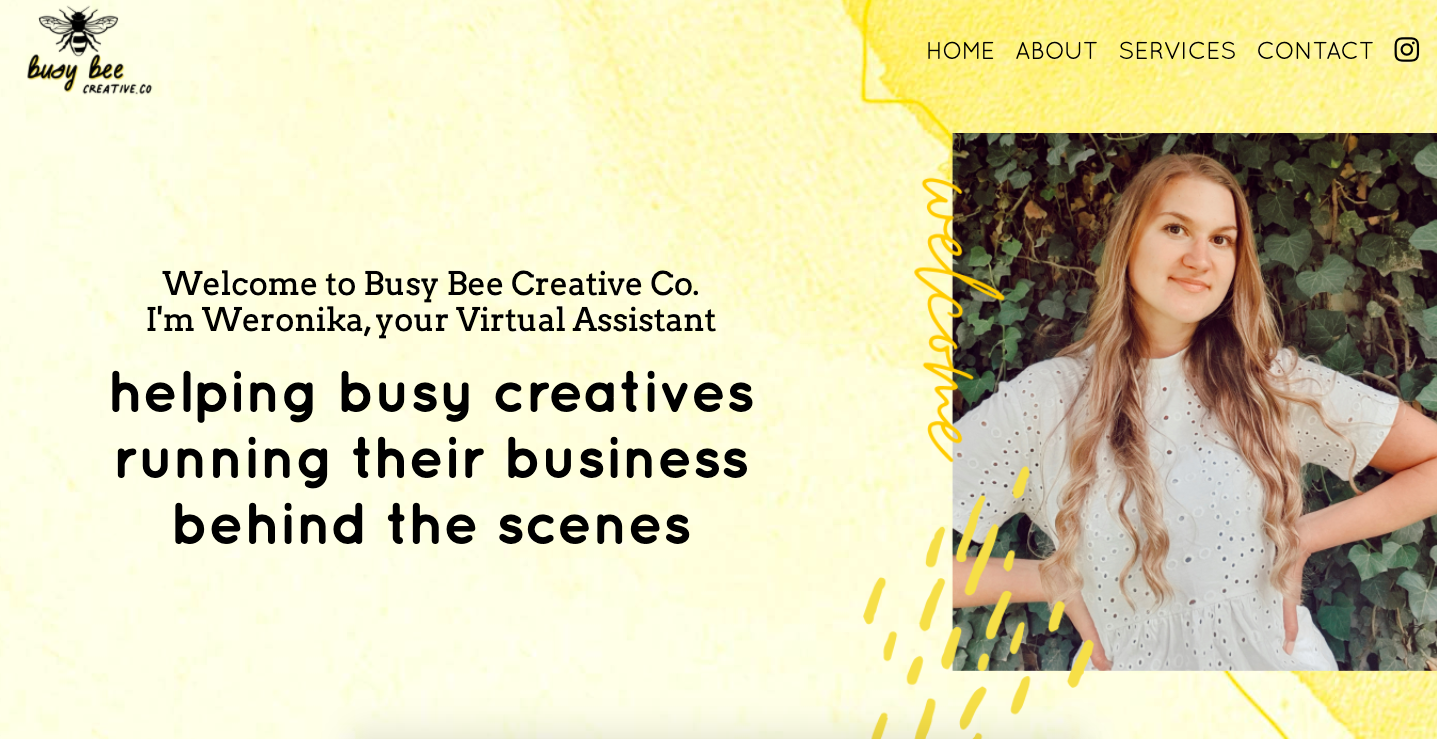 busy bee
CREATIVE.CO
HOME ABOUT SERVICES CONTACT
welcome
Welcome to Busy Bee Creative Co.
I'm Weronika, your Virtual Assistant
helping busy creatives
running their business
behind the scenes